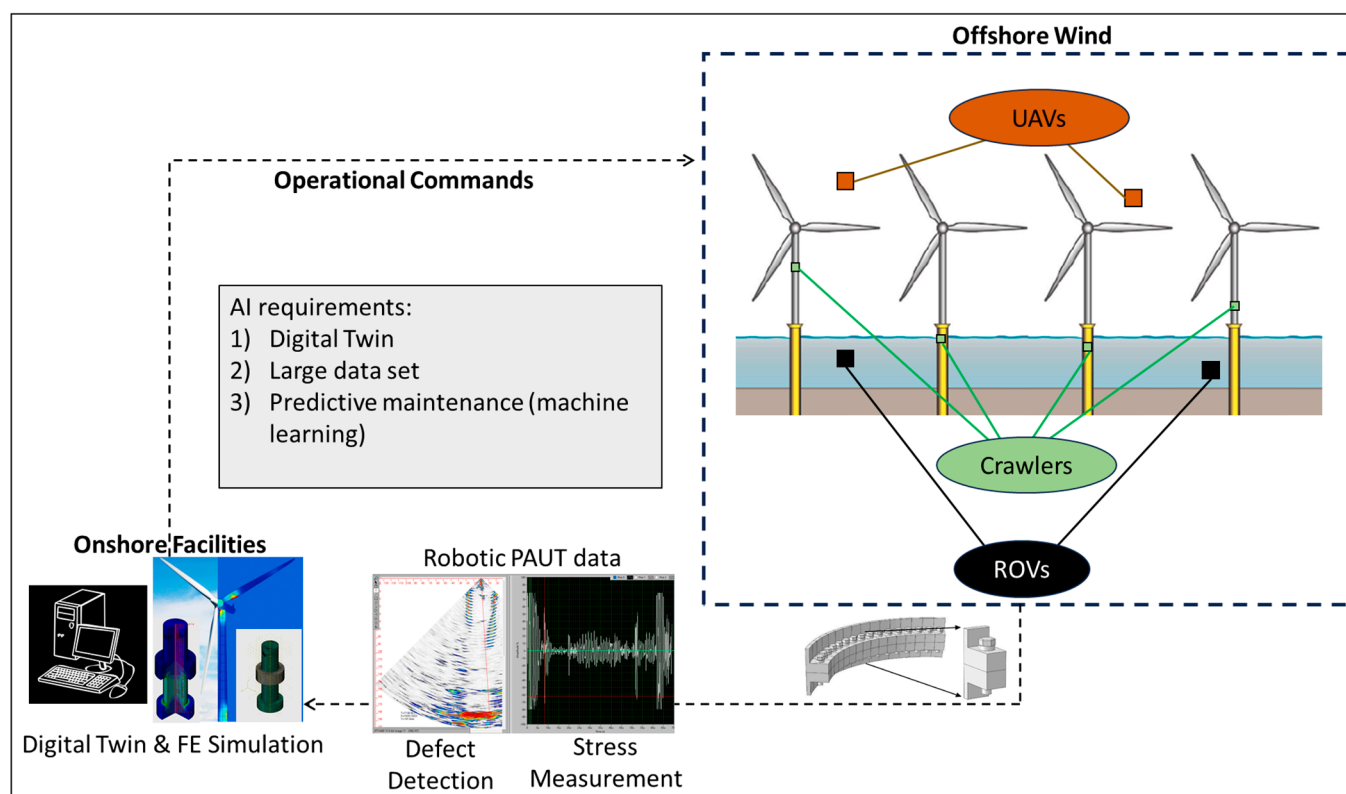 Offshore Wind
UAVs
Operational Commands
AI requirements:
1) Digital Twin
2) Large data set
3) Predictive maintenance (machine
learning)
Crawlers
ROVs
Onshore Facilities
Robotic PAUT data
Digital Twin & FE Simulation
Defect
Detection
Stress
Measurement